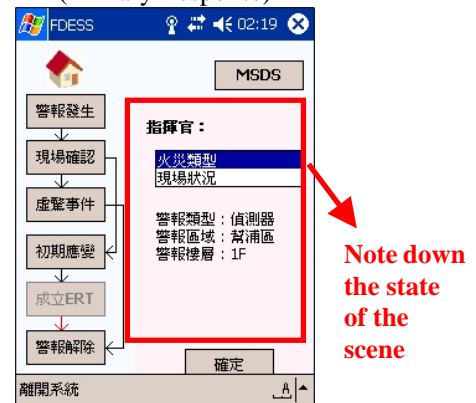 FDESS 02:19
MSDS
警報發生
現場確認
虛驚事件
初期應變
成立ERT
警報解除
指揮官：
火災類型
現場狀況
警報類型：偵測器
警報區域：幫浦區
警報樓層：1F
確定
離開系統
A
Note down
the state
of the
scene